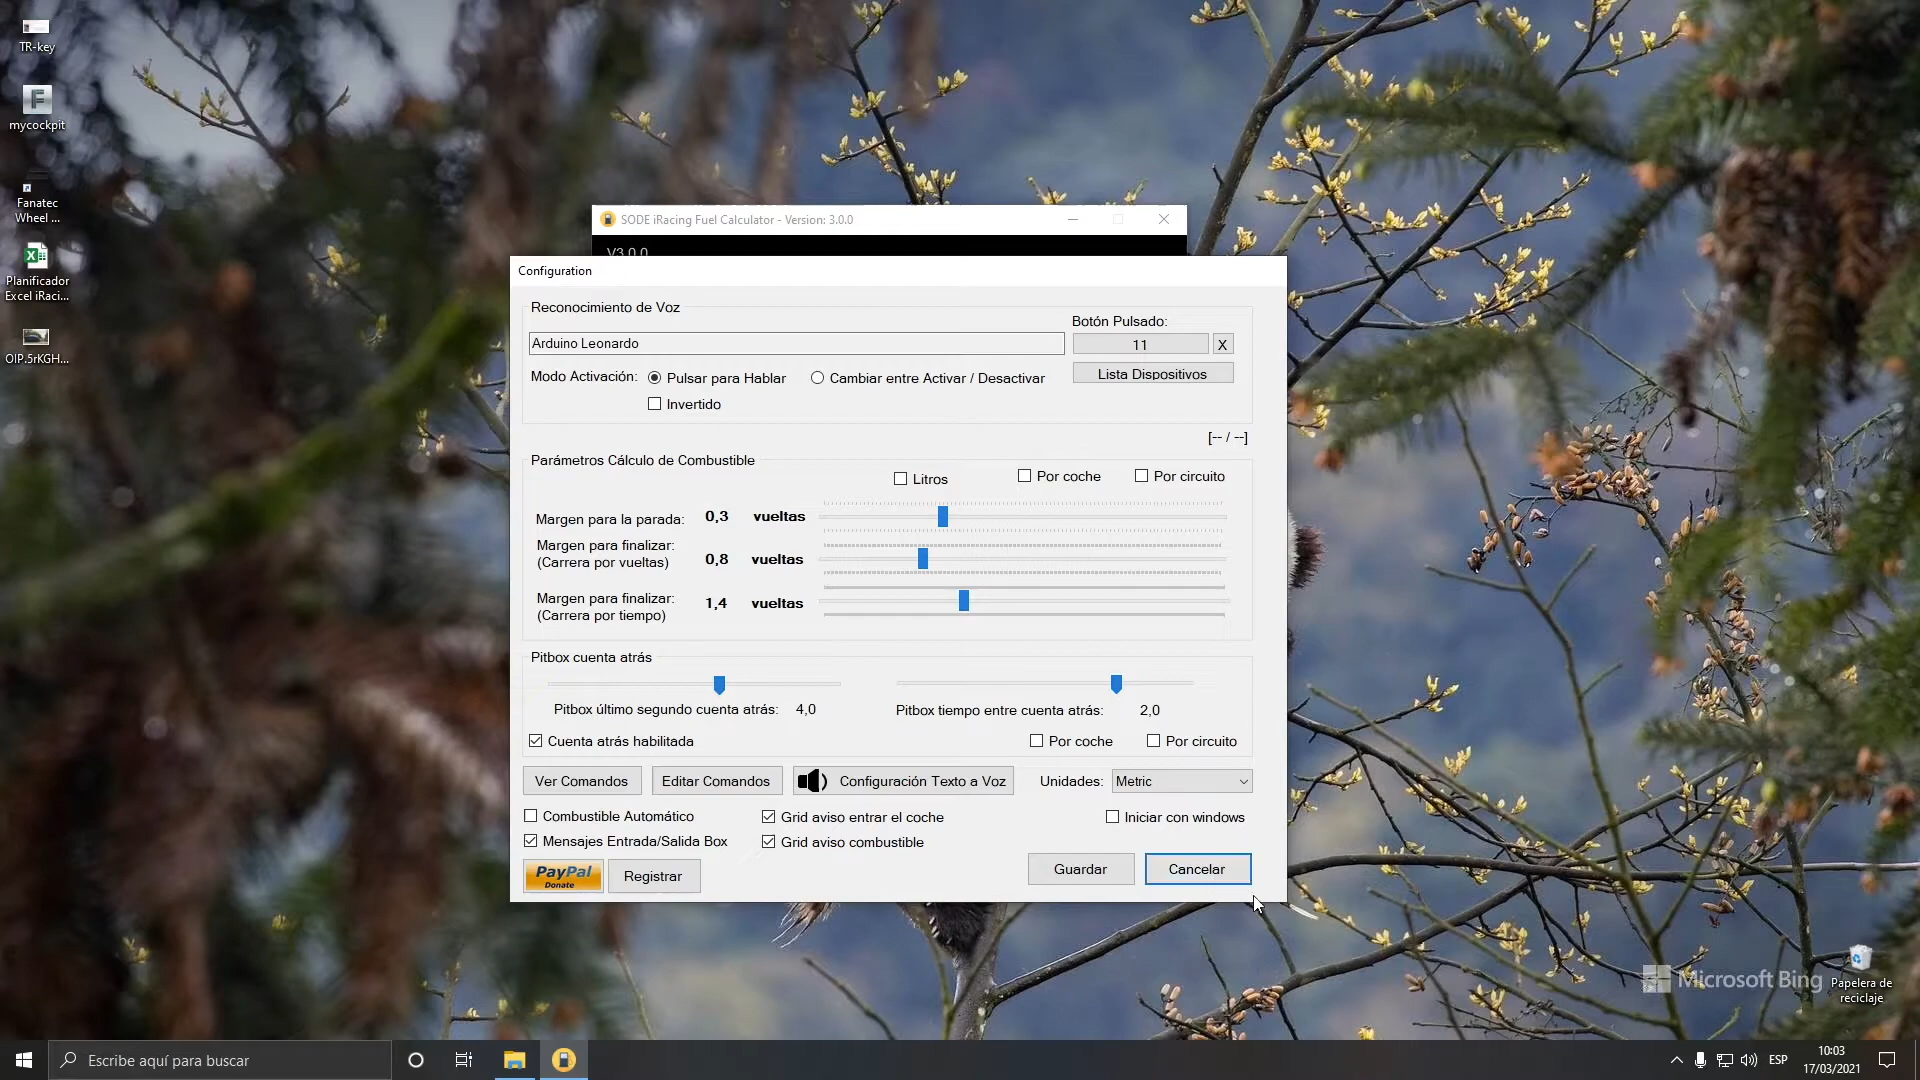 TR-key
mycockpit
Fanatec
Wheel ...
Planificador
Excel iRaci...
OIP.5rKGH...
SODE iRacing Fuel Calculator - Version: 3.0.0
V3.0.0
Configuration
Reconocimiento de Voz
Botón Pulsado:
Arduino Leonardo
11
X
Modo Activación:
Pulsar para Hablar
Cambiar entre Activar / Desactivar
Lista Dispositivos
Invertido
[-- / --]
Parámetros Cálculo de Combustible
Litros
Por coche
Por circuito
Margen para la parada:
0,3
vueltas
Margen para finalizar:
(Carrera por vueltas)
0,8
vueltas
Margen para finalizar:
(Carrera por tiempo)
1,4
vueltas
Pitbox cuenta atrás
Pitbox último segundo cuenta atrás:
4,0
Pitbox tiempo entre cuenta atrás:
2,0
Cuenta atrás habilitada
Por coche
Por circuito
Ver Comandos
Editar Comandos
Configuración Texto a Voz
Unidades:
Metric
Combustible Automático
Grid aviso entrar el coche
Iniciar con windows
Mensajes Entrada/Salida Box
Grid aviso combustible
PayPal
Donate
Registrar
Guardar
Cancelar
Microsoft Bing
Papelera de
reciclaje
Escribe aquí para buscar
ESP
10:03
17/03/2021